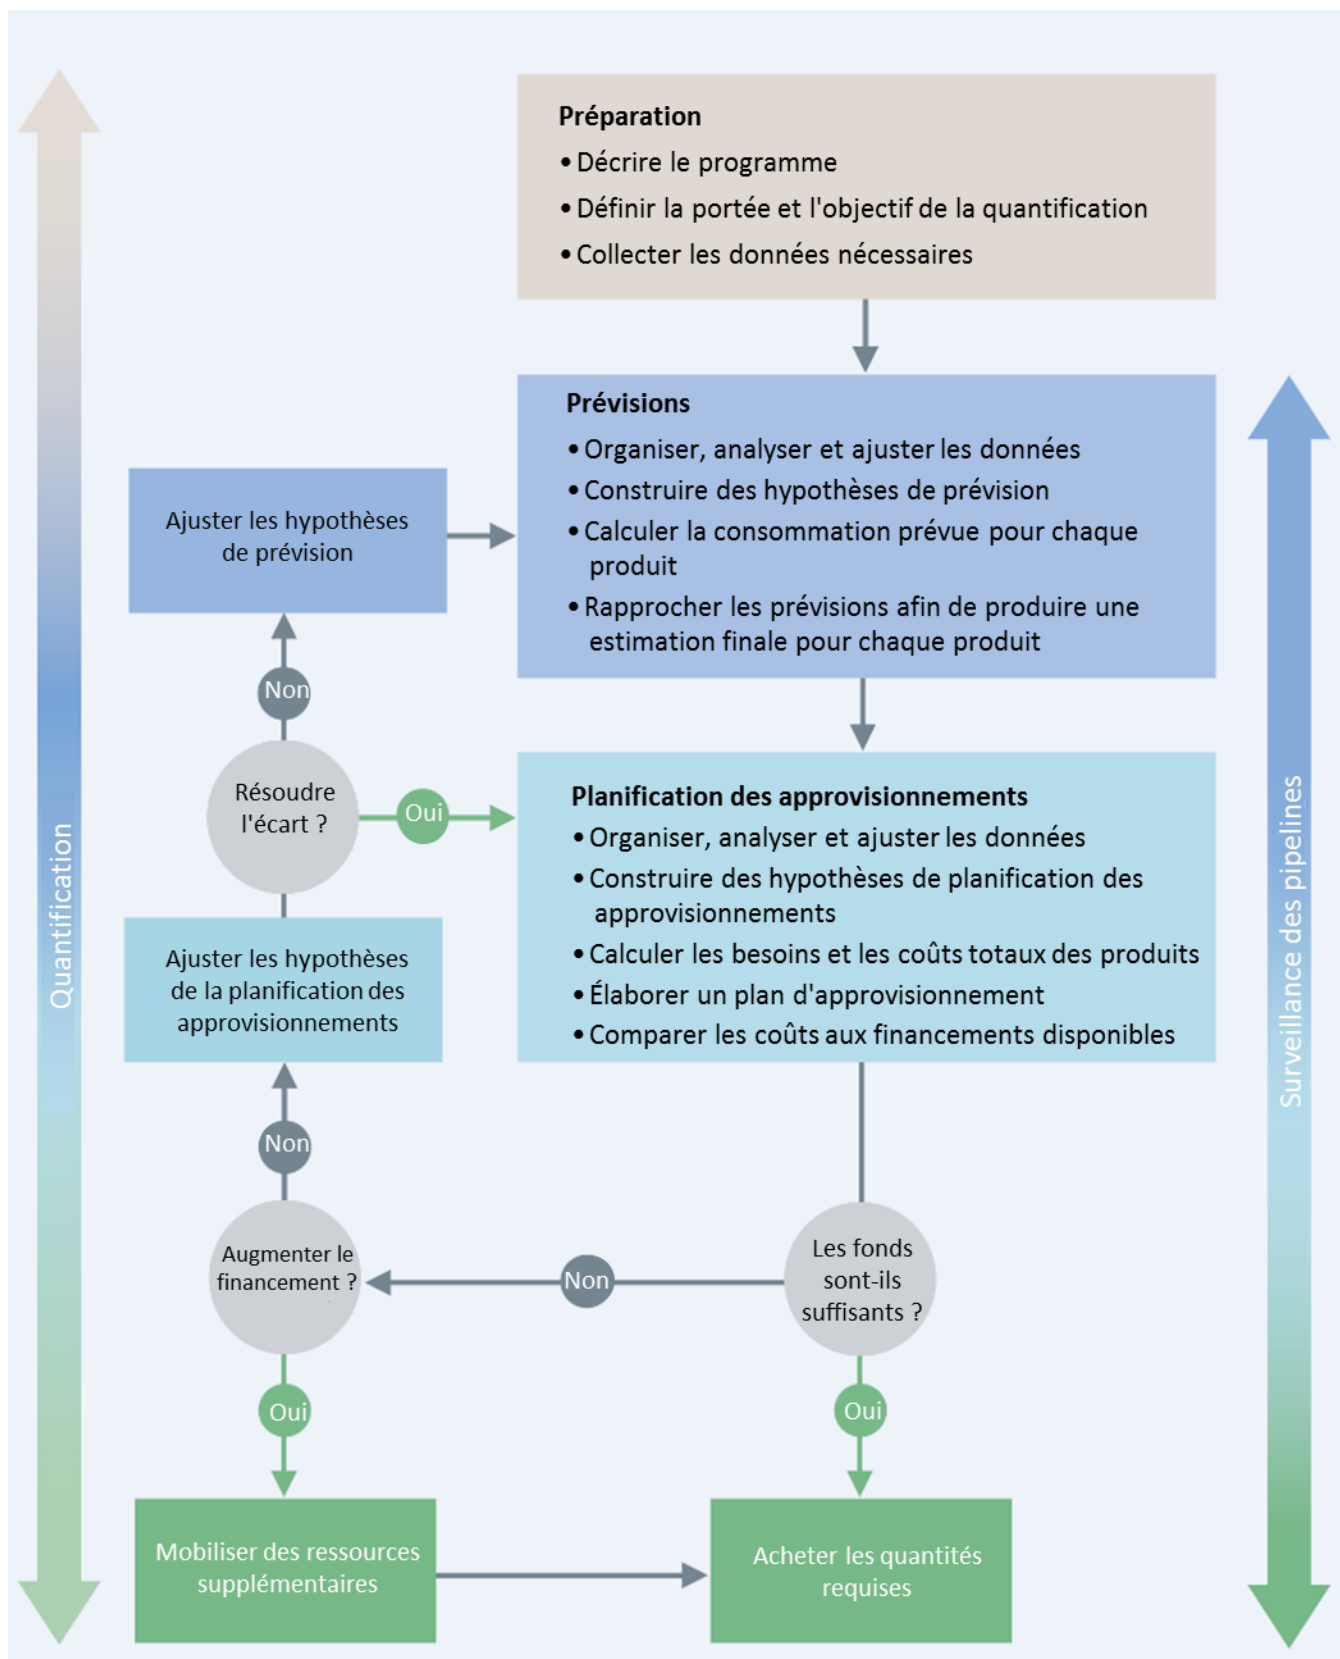 Préparation
• Décrire le programme
• Définir la portée et l'objectif de la quantification
• Collecter les données nécessaires
Prévisions
• Organiser, analyser et ajuster les données
• Construire des hypothèses de prévision
• Calculer la consommation prévue pour chaque
produit
• Rapprocher les prévisions afin de produire une
estimation finale pour chaque produit
Ajuster les hypothèses
de prévision
Non
Résoudre
l'écart ?
Oui
Planification des approvisionnements
• Organiser, analyser et ajuster les données
• Construire des hypothèses de planification des
approvisionnements
• Calculer les besoins et les coûts totaux des produits
• Élaborer un plan d'approvisionnement
• Comparer les coûts aux financements disponibles
Ajuster les hypothèses
de la planification des
approvisionnements
Non
Augmenter le
financement ?
Non
Les fonds
sont-ils
suffisants ?
Oui
Oui
Mobiliser des ressources
supplémentaires
Acheter les quantités
requises
Quantification
Surveillance des pipelines